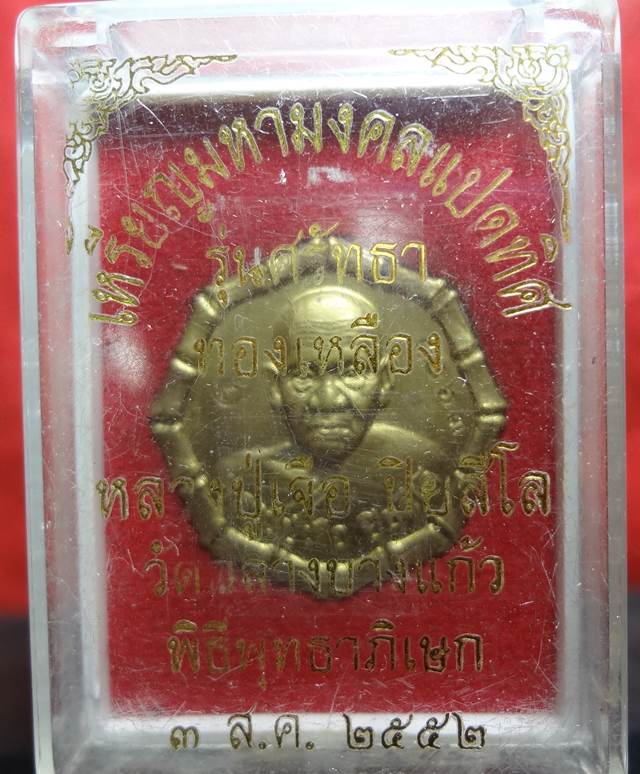 เหรียญมหามงคลแปดทิศ
รุ่นศรัทธา
ทองเหลือง
หลวงปู่เจือ ปิยสีโล
วัดกลางบางแก้ว
พิธีพุทธาภิเษก
๓ ส.ค. ๒๕๕๒